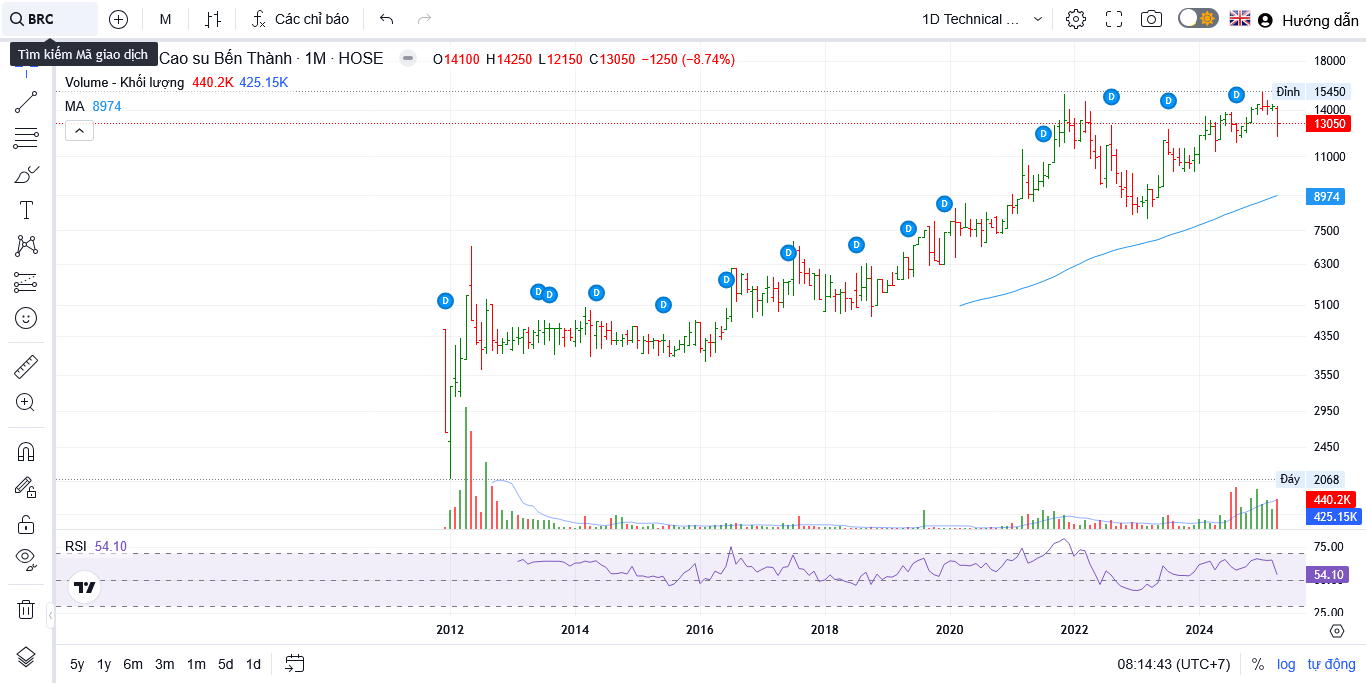 BRC
M
Các chỉ báo
1D Technical ...
Hướng dẫn
Tìm kiếm Mã giao dịch
Cao su Bến Thành · 1M · HOSE
O14100 H14250 L12150 C13050 −1250 (−8.74%)
Volume - Khối lượng 440.2K 425.15K
MA 8974
18000
Đỉnh 15450
14000
13050
11000
8974
7500
6300
5100
4350
3550
2950
2450
Đáy 2068
440.2K
425.15K
D
D
D
D
D
D
D
D
D
D
D
D
D
D
RSI 54.10
75.00
54.10
25.00
2012 2014 2016 2018 2020 2022 2024
5y 1y 6m 3m 1m 5d 1d
08:14:43 (UTC+7) % log tự động